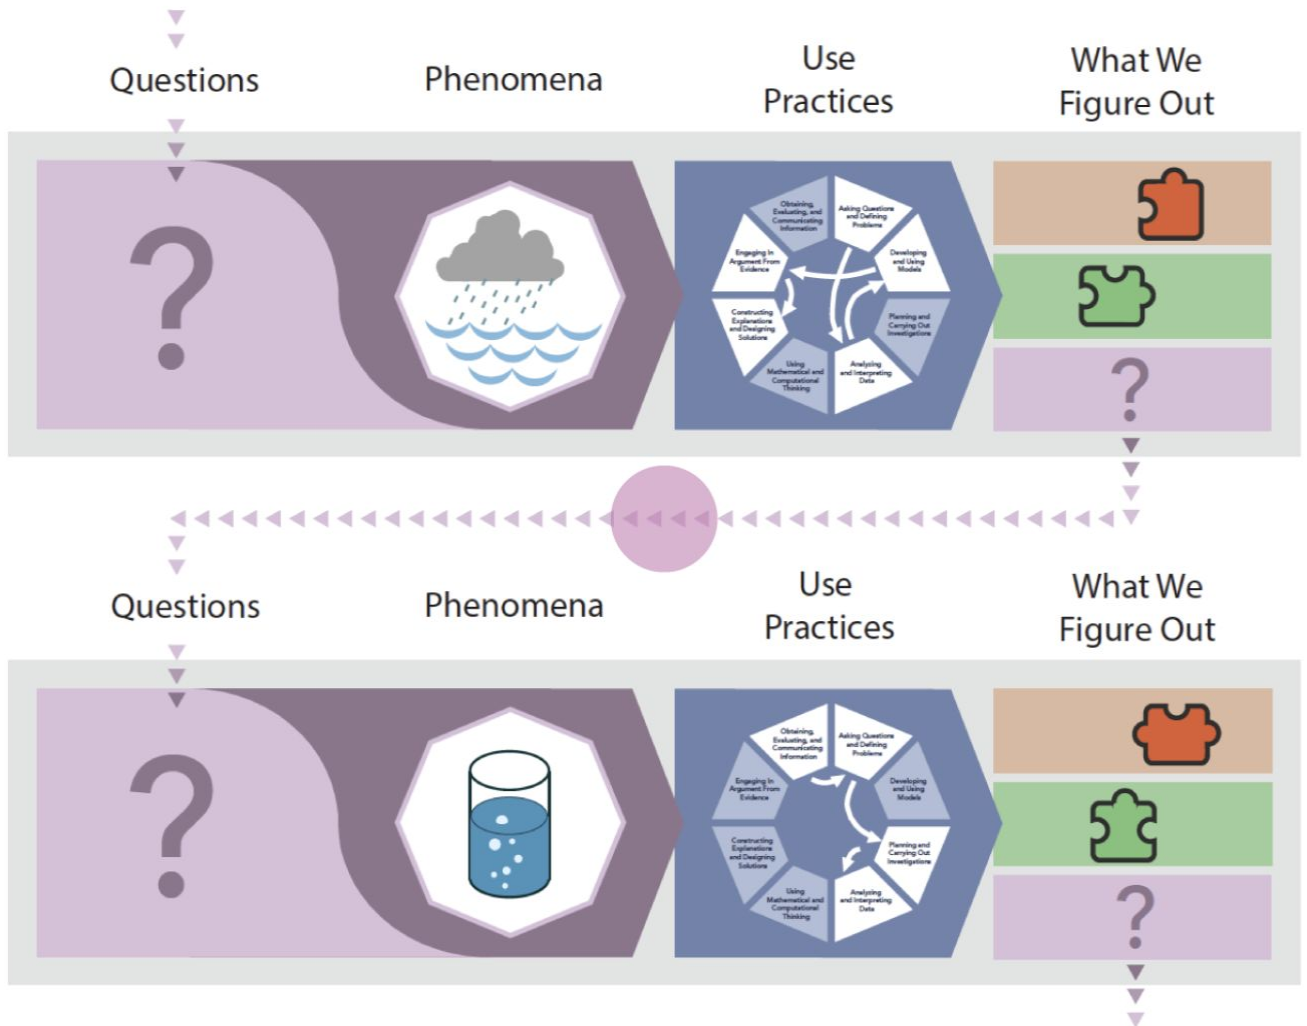 Questions
Phenomena
Use
Practices
What We
Figure Out
?
Obtaining,
Evaluating, and
Communicating
Information
Asking Questions
and Defining
Problems
Engaging In
Argument From
Evidence
Developing
and Using
Models
Constructing
Explanations
and Designing
Solutions
Planning and
Carrying Out
Investigations
Using
Mathematical and
Computational
Thinking
Analyzing
and Interpreting
Data
?
Questions
Phenomena
Use
Practices
What We
Figure Out
?
Obtaining,
Evaluating, and
Communicating
Information
Asking Questions
and Defining
Problems
Engaging In
Argument From
Evidence
Developing
and Using
Models
Constructing
Explanations
and Designing
Solutions
Planning and
Carrying Out
Investigations
Using
Mathematical and
Computational
Thinking
Analyzing
and Interpreting
Data
?